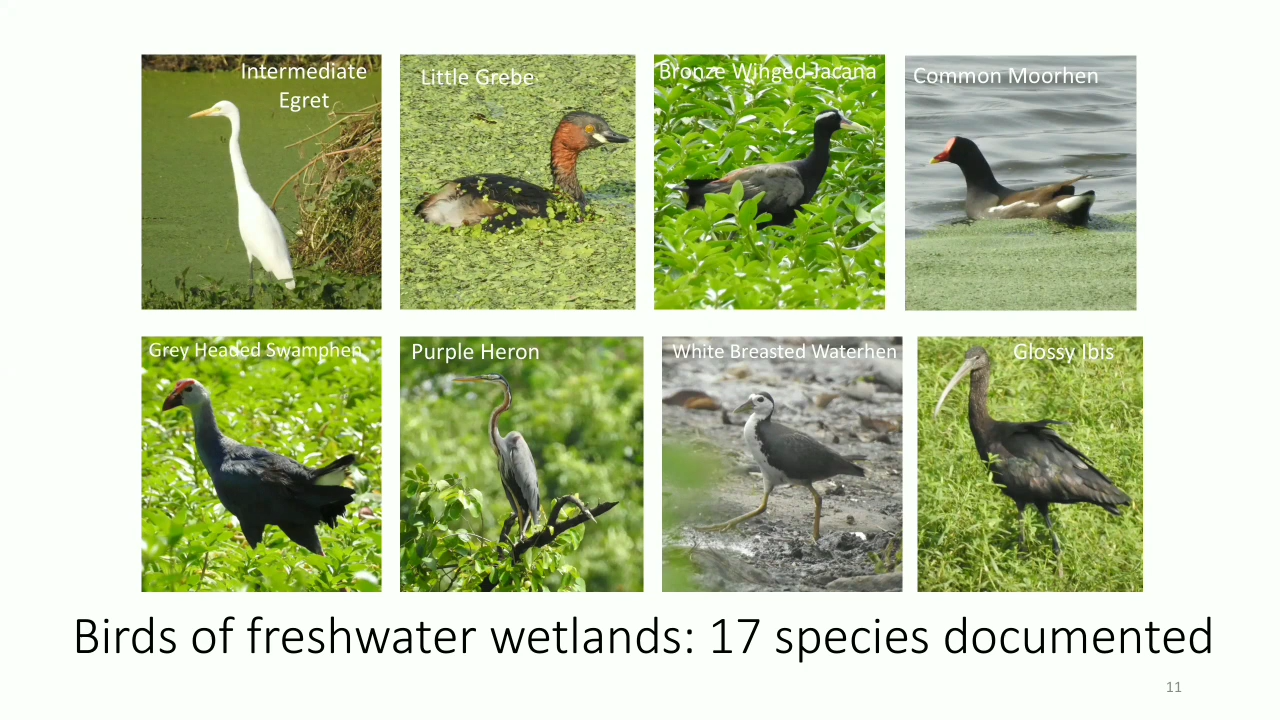 Intermediate
Egret
Little Grebe
Bronze Winged Jacana
Common Moorhen
Grey Headed Swamphen
Purple Heron
White Breasted Waterhen
Glossy Ibis
Birds of freshwater wetlands: 17 species documented
11